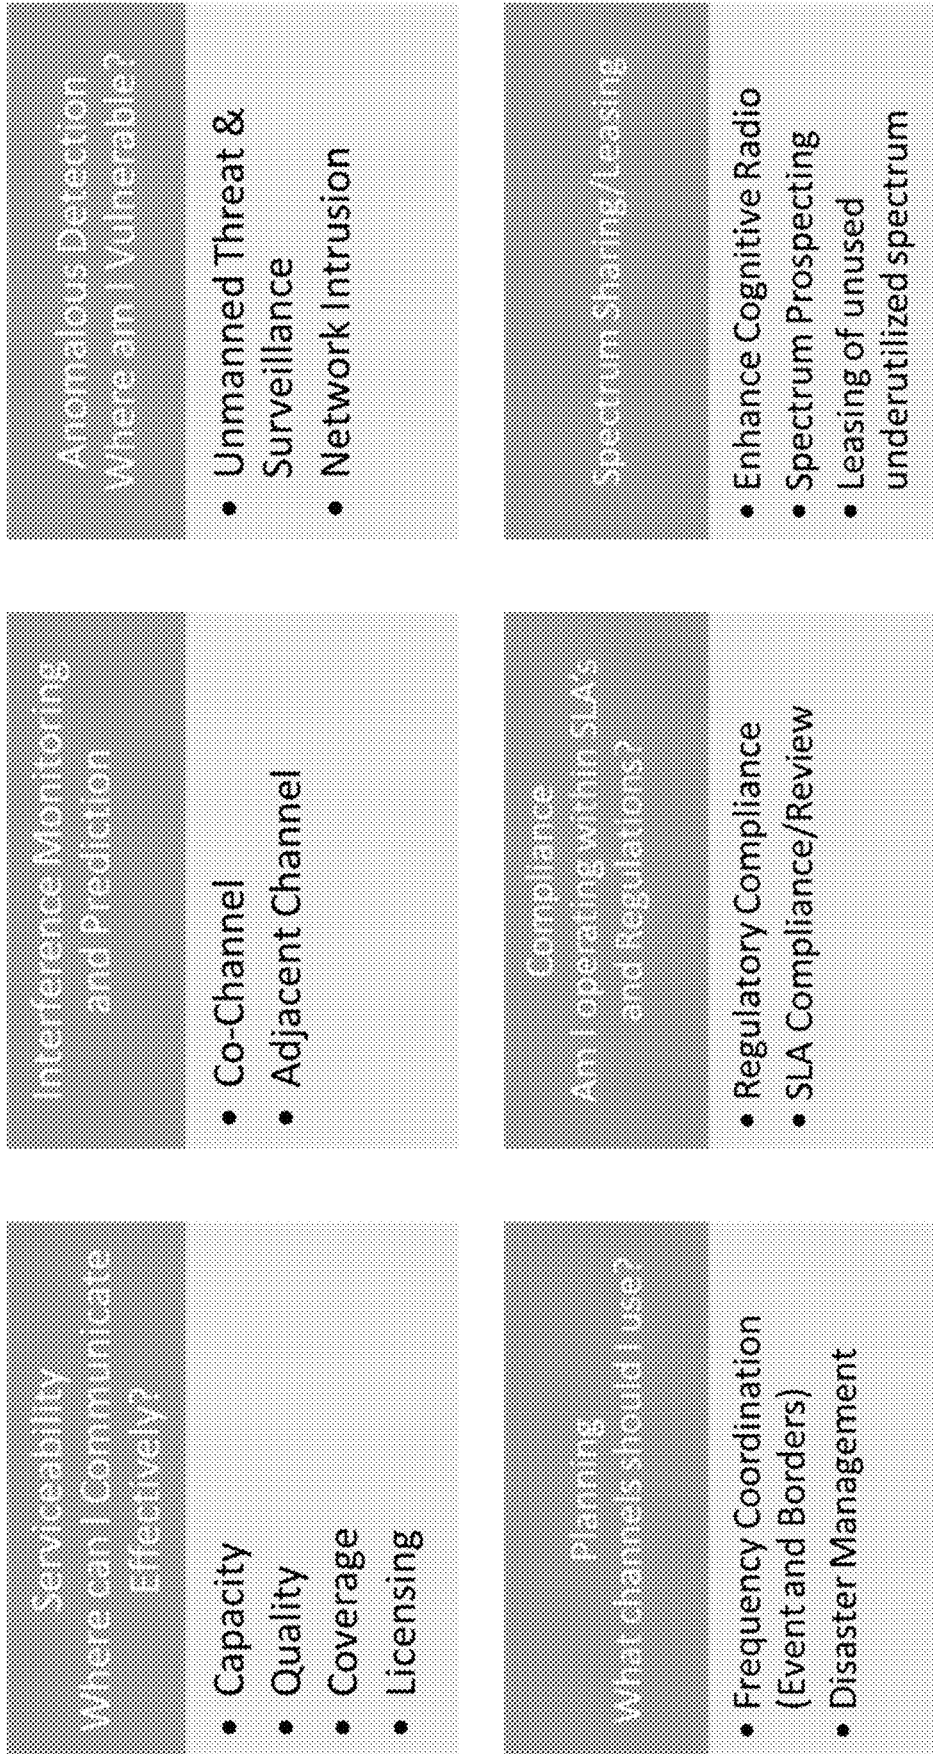 Serviceability
Where can I Communicate
Effectively?
• Capacity
• Quality
• Coverage
• Licensing
Interference Monitoring
and Prediction
• Co-Channel
• Adjacent Channel
Anomalous Detection
Where am I Vulnerable?
• Unmanned Threat &
Surveillance
• Network Intrusion
Planning
What channels should I use?
• Frequency Coordination
(Event and Borders)
• Disaster Management
Compliance
Am I operating within SLA's
and Regulations?
• Regulatory Compliance
• SLA Compliance/Review
Spectrum Sharing/Leasing
• Enhance Cognitive Radio
• Spectrum Prospecting
• Leasing of unused
underutilized spectrum